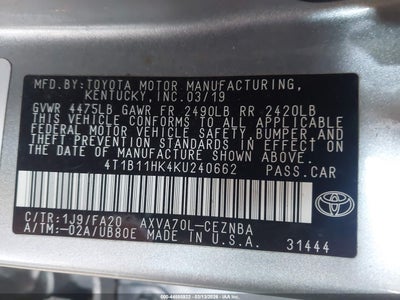 MFD.BY:TOYOTA MOTOR MANUFACTURING,
KENTUCKY,INC.03/19
GVWR 4475LB GAWR FR 2490LB RR 2420LB
THIS VEHICLE CONFORMS TO ALL APPLICABLE
FEDERAL MOTOR VEHICLE SAFETY, BUMPER, AND
THEFT PREVENTION STANDARDS IN EFFECT ON
THE DATE OF MANUFACTURE SHOWN ABOVE.
4T1B11HK4KU240662 PASS.CAR
C/TR:1J9/FA20 AXVA70L-CEZNBA
A/TM:-02A/UB80E MADE IN U.S.A.
TOYOTA
31444